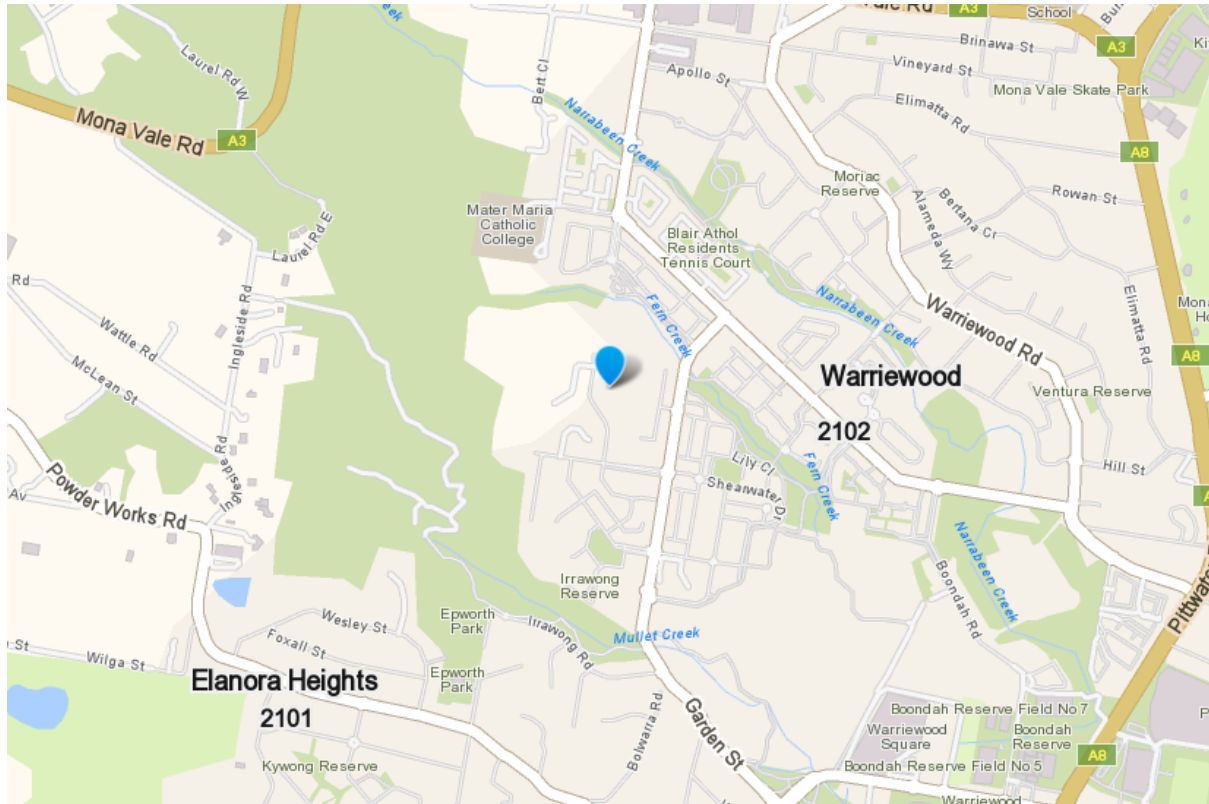 A3
School
Brinawa St
A3
Laurel Rd W
Vineyard St
Apollo St
Mona Vale Skate Park
Bert Cl
Elimatta Rd
Narrabeen Creek
Mona Vale Rd
A3
A8
Moriac
Reserve
Rowan St
Bertana Cr
Alameda Wy
Mater Maria
Catholic
College
Laurel Rd E
Blair Athol
Residents
Tennis Court
Rd
Wattle Rd
Ingleside Rd
Fern Creek
Narrabeen Creek
Warriewood Rd
Elimatta Rd
A8
McLean St
Warriewood
2102
Ventura Reserve
Ingleside Rd
Lily Cl
Fern Creek
Hill St
Shearwater Dr
Av
Powder Works Rd
Narrabeen Creek
Boondah Rd
Irrawong
Reserve
Wesley St
Epworth
Park
Irrawong Rd
Mullet Creek
Foxall St
Wilga St
Epworth
Park
Elanora Heights
2101
Bolwarra Rd
Garden St
Boondah Reserve Field No 7
Warriewood
Square
Boondah
Reserve
A8
Kywong Reserve
Boondah Reserve Field No 5
Warriewood